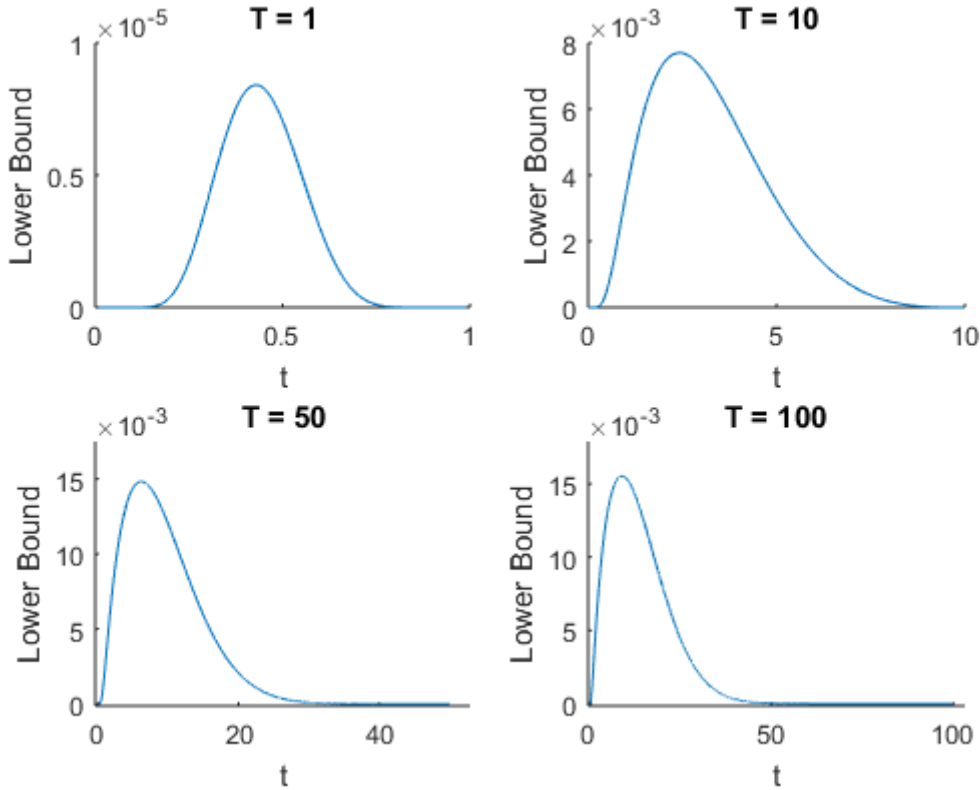 T = 1
×10^-5
1
0.5
0
Lower Bound
0 0.5 1
t
T = 10
×10^-3
8
6
4
2
0
Lower Bound
0 5 10
t
T = 50
×10^-3
15
10
5
0
Lower Bound
0 20 40
t
T = 100
×10^-3
15
10
5
0
Lower Bound
0 50 100
t